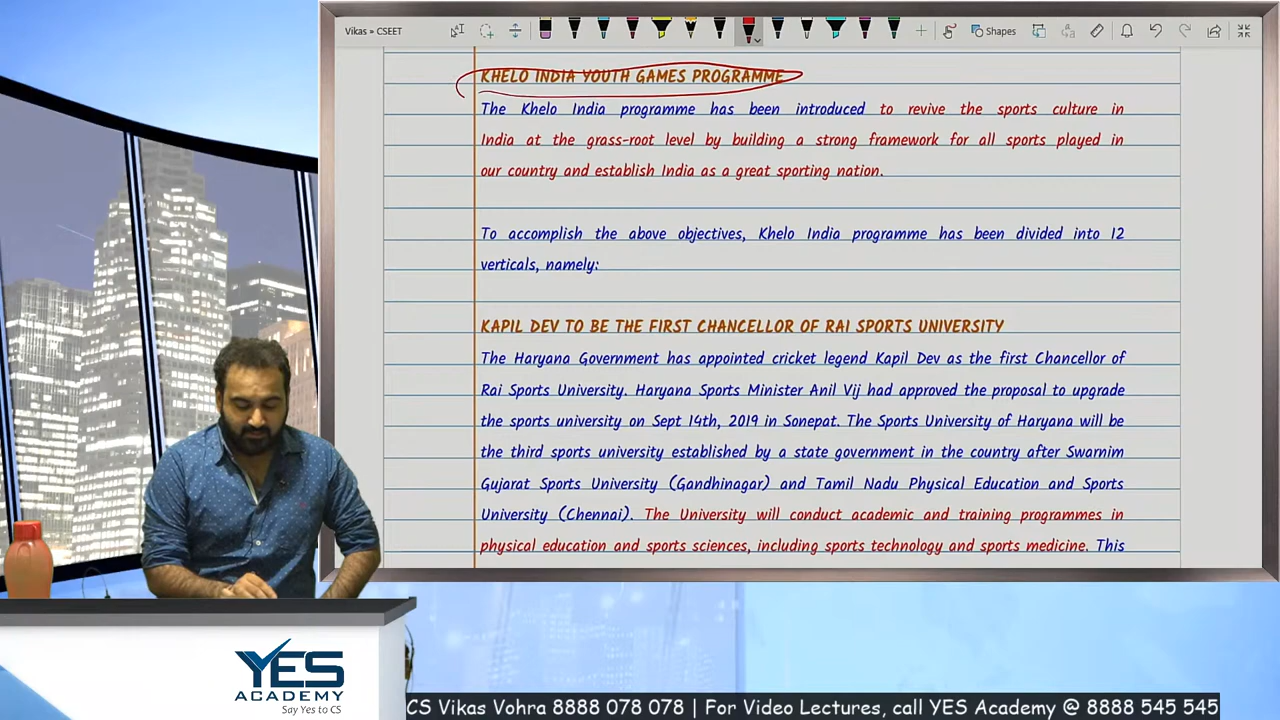 Vikas » CSEET
Shapes
KHELO INDIA YOUTH GAMES PROGRAMME
The Khelo India programme has been introduced to revive the sports culture in
India at the grass-root level by building a strong framework for all sports played in
our country and establish India as a great sporting nation.
To accomplish the above objectives, Khelo India programme has been divided into 12
verticals, namely:
KAPIL DEV TO BE THE FIRST CHANCELLOR OF RAI SPORTS UNIVERSITY
The Haryana Government has appointed cricket legend Kapil Dev as the first Chancellor of
Rai Sports University. Haryana Sports Minister Anil Vij had approved the proposal to upgrade
the sports university on Sept 14th, 2019 in Sonepat. The Sports University of Haryana will be
the third sports university established by a state government in the country after Swarnim
Gujarat Sports University (Gandhinagar) and Tamil Nadu Physical Education and Sports
University (Chennai). The University will conduct academic and training programmes in
physical education and sports sciences, including sports technology and sports medicine. This
YES
ACADEMY
Say Yes to CS
CS Vikas Vohra 8888 078 078 | For Video Lectures, call YES Academy @ 8888 545 545